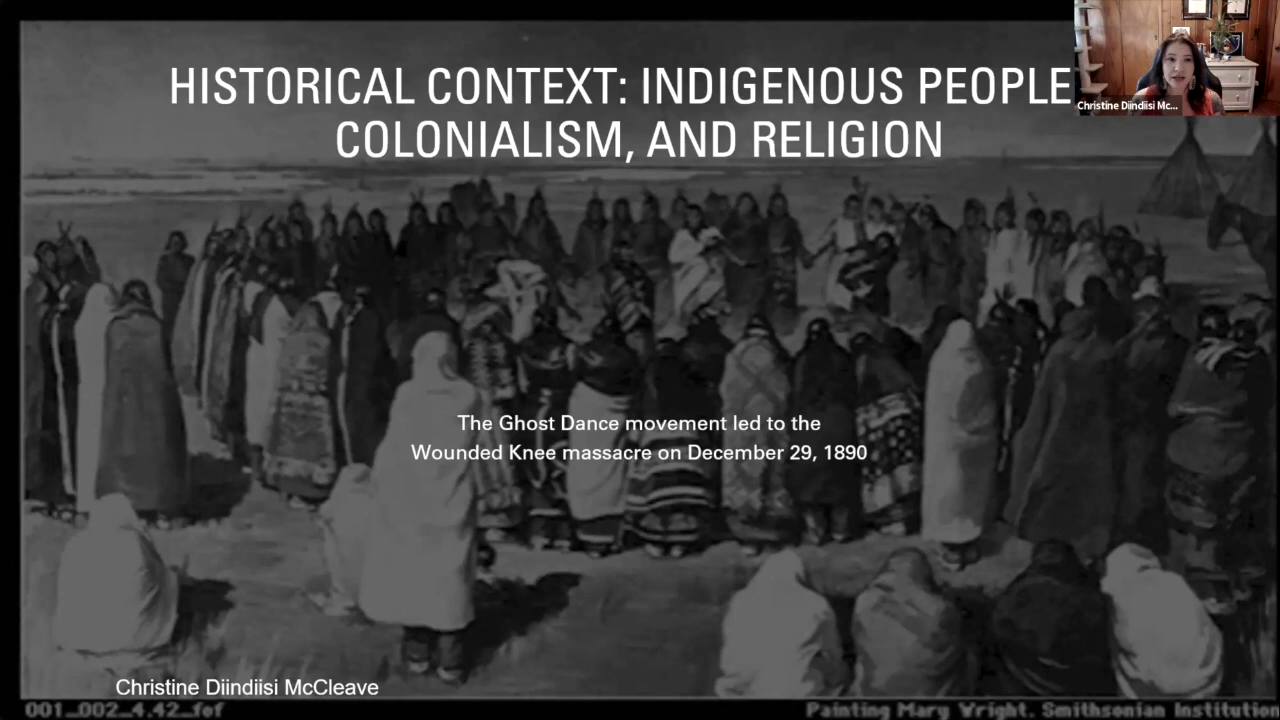 HISTORICAL CONTEXT: INDIGENOUS PEOPLE
COLONIALISM, AND RELIGION
Christine Diindiisi Mc...
The Ghost Dance movement led to the
Wounded Knee massacre on December 29, 1890
Christine Diindiisi McCleave
001_002_4.42_fof
Painting Mary Wright. Smithsonian Institution